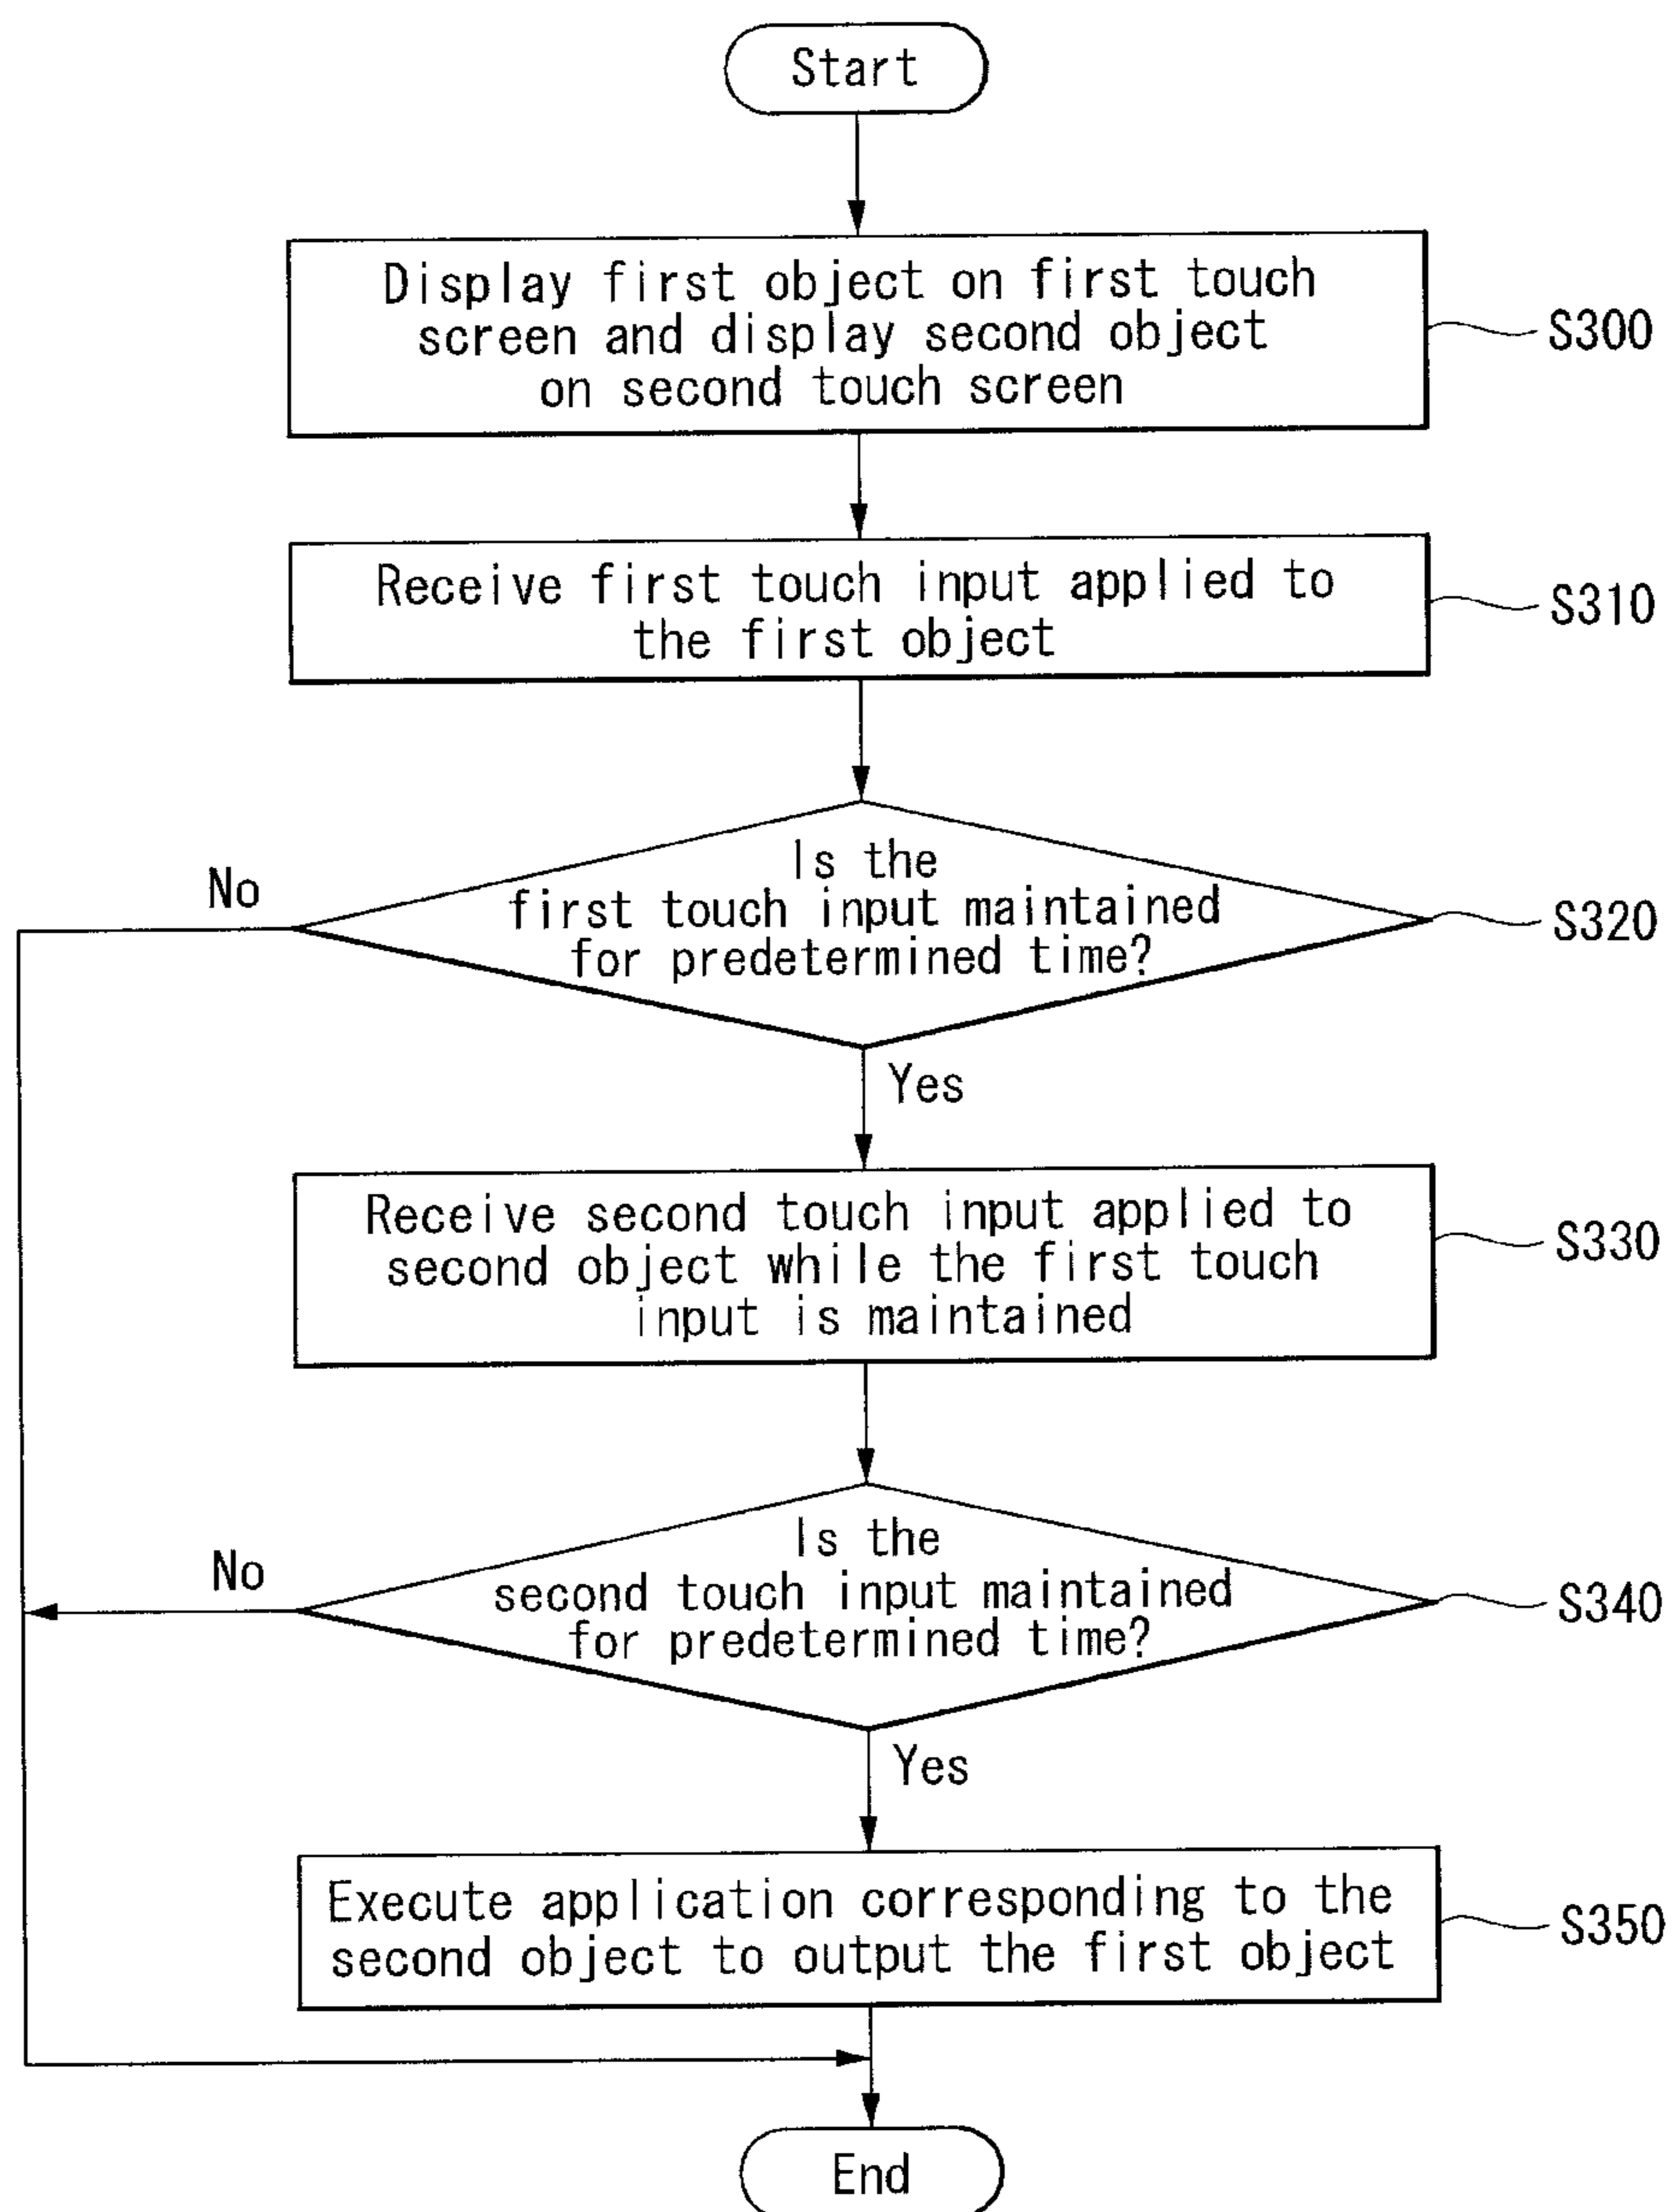 Start
Display first object on first touch
screen and display second object
on second touch screen
S300
Receive first touch input applied to
the first object
S310
Is the
first touch input maintained
for predetermined time?
S320
No
Yes
Receive second touch input applied to
second object while the first touch
input is maintained
S330
Is the
second touch input maintained
for predetermined time?
S340
No
Yes
Execute application corresponding to the
second object to output the first object
S350
End